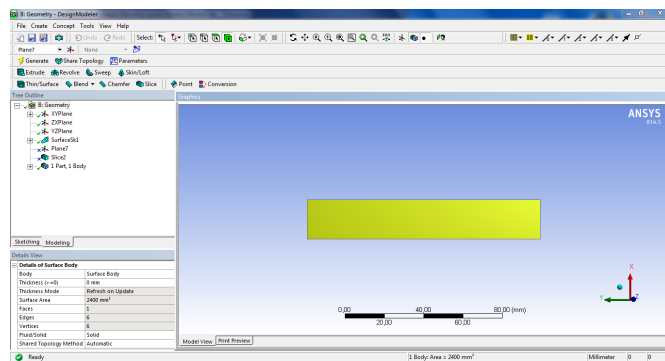 B: Geometry - DesignModeler
File Create Concept Tools View Help
Undo Redo Select:
Plane7 None
Generate Share Topology Parameters
Extrude Revolve Sweep Skin/Loft
Thin/Surface Blend Chamfer Slice Point Conversion
Tree Outline
Graphics
B: Geometry
XYPlane
ZXPlane
YZPlane
SurfaceSk1
Plane7
Slice2
1 Part, 1 Body
ANSYS
R14.5
Sketching Modeling
Details View
Details of Surface Body
Body Surface Body
Thickness (>=0) 0 mm
Thickness Mode Refresh on Update
Surface Area 2400 mm²
Faces 1
Edges 6
Vertices 6
Fluid/Solid Solid
Shared Topology Method Automatic
X
Y
Z
0,00 40,00 80,00 (mm)
20,00 60,00
Model View Print Preview
Ready 1 Body: Area = 2400 mm² Millimeter 0 0